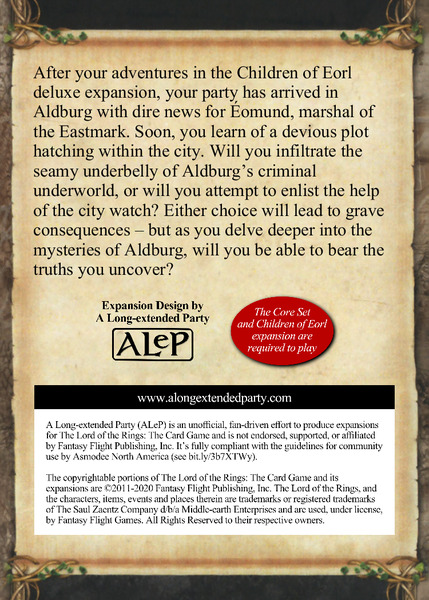 After your adventures in the Children of Eorl
deluxe expansion, your party has arrived in
Aldburg with dire news for Éomund, marshal of
the Eastmark. Soon, you learn of a devious plot
hatching within the city. Will you infiltrate the
seamy underbelly of Aldburg’s criminal
underworld, or will you attempt to enlist the help
of the city watch? Either choice will lead to grave
consequences – but as you delve deeper into the
mysteries of Aldburg, will you be able to bear the
truths you uncover?
Expansion Design by
A Long-extended Party
ALeP
The Core Set
and Children of Eorl
expansion are
required to play
www.alongextendedparty.com
A Long-extended Party (ALeP) is an unofficial, fan-driven effort to produce expansions
for The Lord of the Rings: The Card Game and is not endorsed, supported, or affiliated
by Fantasy Flight Publishing, Inc. It’s fully compliant with the guidelines for community
use by Asmodee North America (see bit.ly/3b7XTWy).
The copyrightable portions of The Lord of the Rings: The Card Game and its
expansions are ©2011-2020 Fantasy Flight Publishing, Inc. The Lord of the Rings, and
the characters, items, events and places therein are trademarks or registered trademarks
of The Saul Zaentz Company d/b/a Middle-earth Enterprises and are used, under license,
by Fantasy Flight Games. All Rights Reserved to their respective owners.